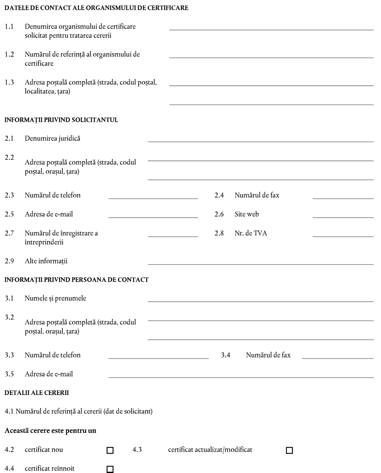 DATELE DE CONTACT ALE ORGANISMULUI DE CERTIFICARE
1.1 Denumirea organismului de certificare
solicitat pentru tratarea cererii
1.2 Numărul de referință al organismului de
certificare
1.3 Adresa poștală completă (strada, codul poștal,
localitatea, țara)
INFORMAȚII PRIVIND SOLICITANTUL
2.1 Denumirea juridică
2.2 Adresa poștală completă (strada, codul
poștal, orașul, țara)
2.3 Numărul de telefon 2.4 Numărul de fax
2.5 Adresa de e-mail 2.6 Site web
2.7 Numărul de înregistrare a
întreprinderii 2.8 Nr. de TVA
2.9 Alte informații
INFORMAȚII PRIVIND PERSOANA DE CONTACT
3.1 Numele și prenumele
3.2 Adresa poștală completă (strada, codul
poștal, orașul, țara)
3.3 Numărul de telefon 3.4 Numărul de fax
3.5 Adresa de e-mail
DETALII ALE CERERII
4.1 Numărul de referință al cererii (dat de solicitant)
Această cerere este pentru un
4.2 certificat nou 4.3 certificat actualizat/modificat
4.4 certificat reînnoit